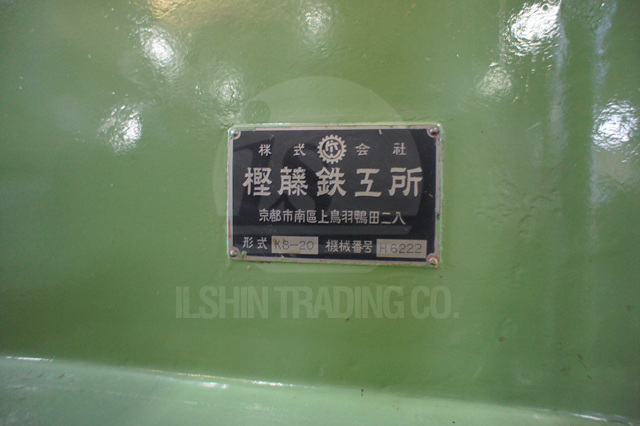 株式会社
樫藤鉄工所
京都市南區上鳥羽鴨田二八
形式 KS-20 機械番号 H6222
ILSHIN TRADING CO.